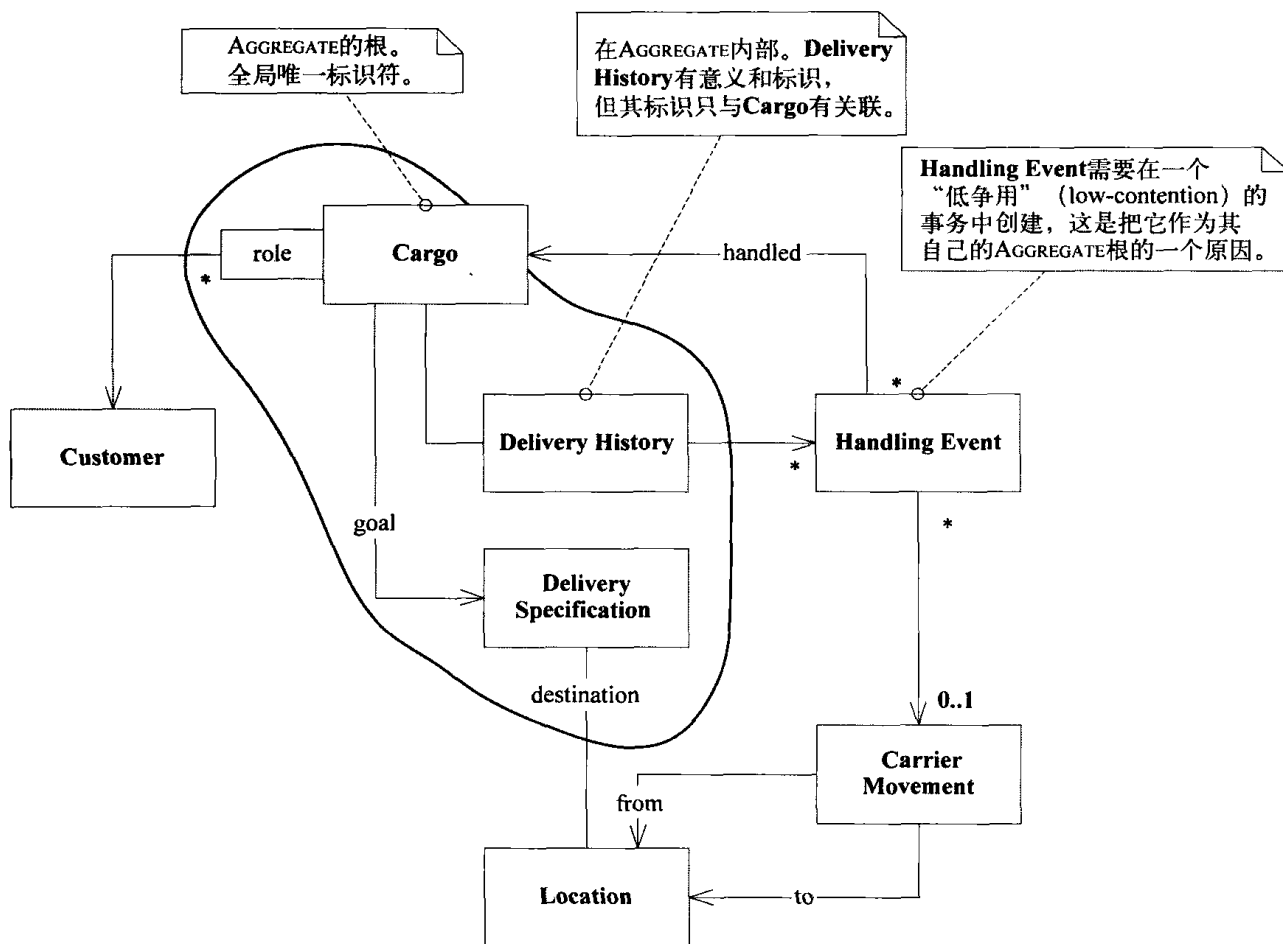 AGGREGATE的根。
全局唯一标识符。
在AGGREGATE内部。Delivery
History有意义和标识，
但其标识只与Cargo有关联。
Handling Event需要在一个
“低争用”（low-contention）的
事务中创建，这是把它作为其
自己的AGGREGATE根的一个原因。
role
Cargo
handled
*
*
Customer
Delivery History
*
Handling Event
*
goal
Delivery
Specification
destination
0..1
Carrier
Movement
from
Location
to